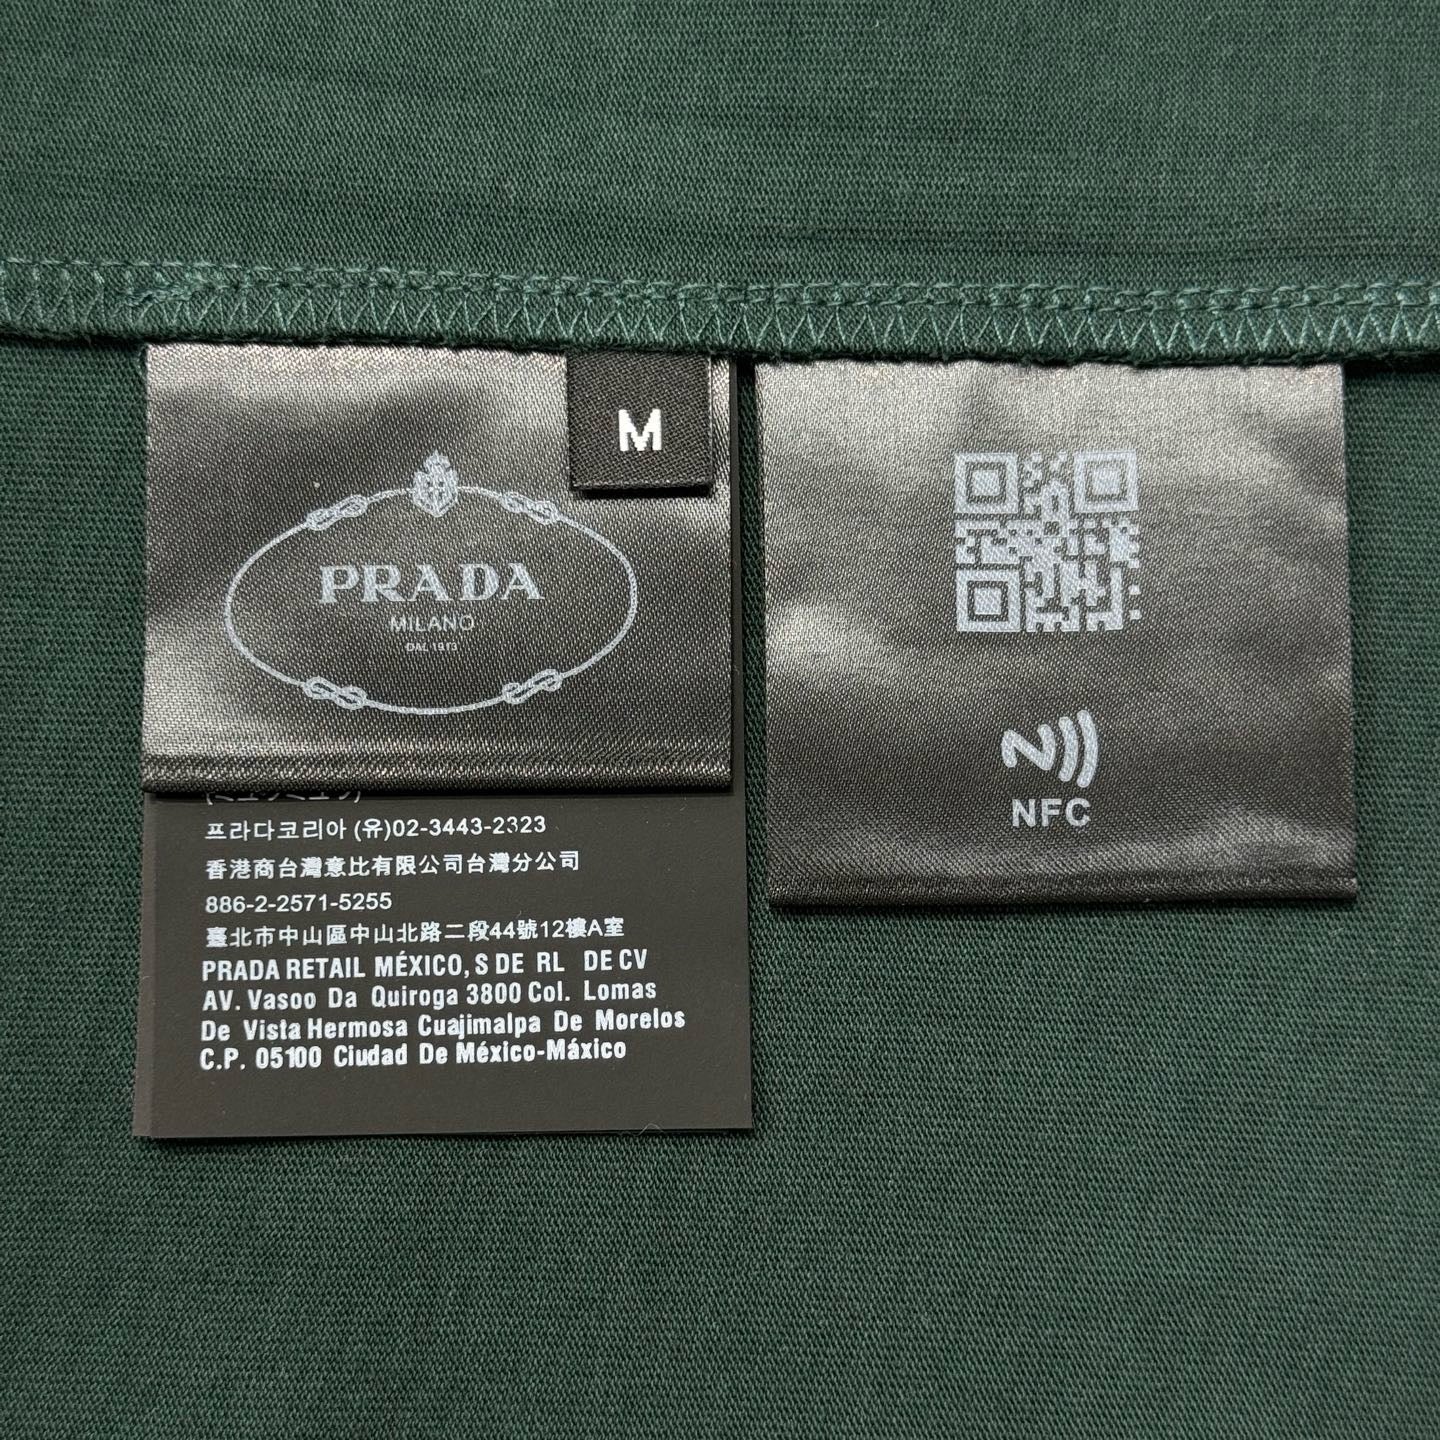 M
PRADA
MILANO
DAL 1913
NFC
프라다코리아 (유)02-3443-2323
香港商台灣意比有限公司台灣分公司
886-2-2571-5255
臺北市中山區中山北路二段44號12樓A室
PRADA RETAIL MÉXICO, S DE RL DE CV
AV. Vasoo Da Quiroga 3800 Col. Lomas
De Vista Hermosa Cuajimalpa De Morelos
C.P. 05100 Ciudad De México-Máxico